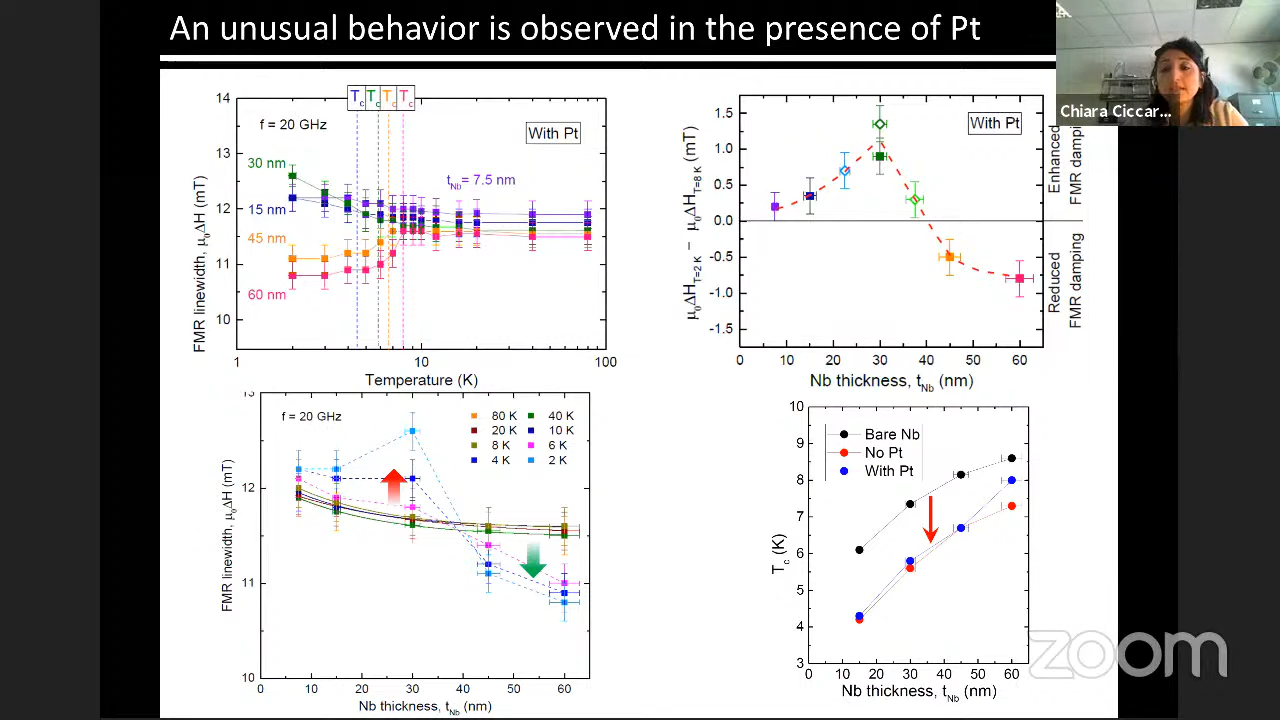 An unusual behavior is observed in the presence of Pt
Chiara Ciccar...
Tc Tc Tc Tc
14
13
12
11
10
f = 20 GHz
With Pt
30 nm
15 nm
45 nm
60 nm
tNb= 7.5 nm
FMR linewidth, μ0ΔH (mT)
1
10
100
Temperature (K)
μ0ΔHT=2 K − μ0ΔHT=8 K (mT)
1.0
0.5
0.0
-0.5
-1.0
-1.5
With Pt
Enhanced
FMR damping
Reduced
FMR damping
0 10 20 30 40 50 60
Nb thickness, tNb (nm)
13
12
11
10
f = 20 GHz
80 K 40 K
20 K 10 K
8 K 6 K
4 K 2 K
FMR linewidth, μ0ΔH (mT)
0 10 20 30 40 50 60
Nb thickness, tNb (nm)
10
9
8
7
6
5
4
3
Bare Nb
No Pt
With Pt
Tc (K)
0 10 20 30 40 50 60
Nb thickness, tNb (nm)
zoom